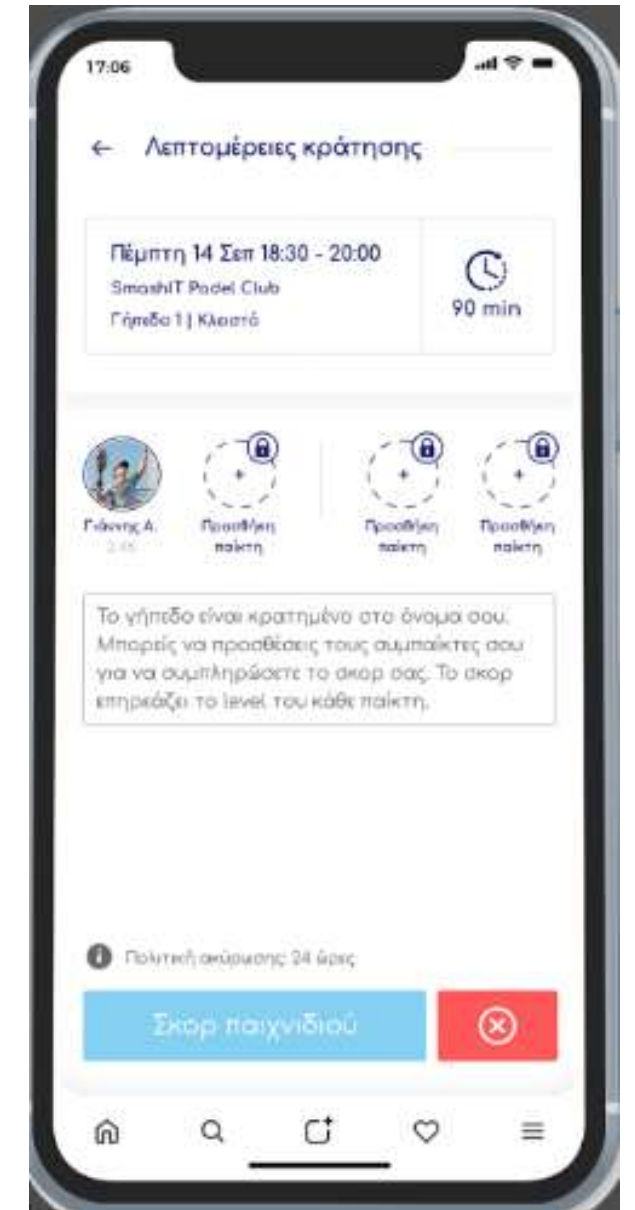 17:06
Λεπτομέρειες κράτησης
Πέμπτη 14 Σεπ 18:30 - 20:00
SmashIT Padel Club
Γήπεδο 1 | Κλειστό
90 min
Γιάννης Α.
Προσθήκη
παίκτη
Προσθήκη
παίκτη
Προσθήκη
παίκτη
Το γήπεδο είναι κρατημένο στο όνομα σου.
Μπορείς να προσθέσεις τους συμπαίκτες σου
για να συμπληρώσετε το σκορ σας. Το σκορ
επηρεάζει το level του κάθε παίκτη.
Πολιτική ακύρωσης: 24 ώρες
Σκορ παιχνιδιού